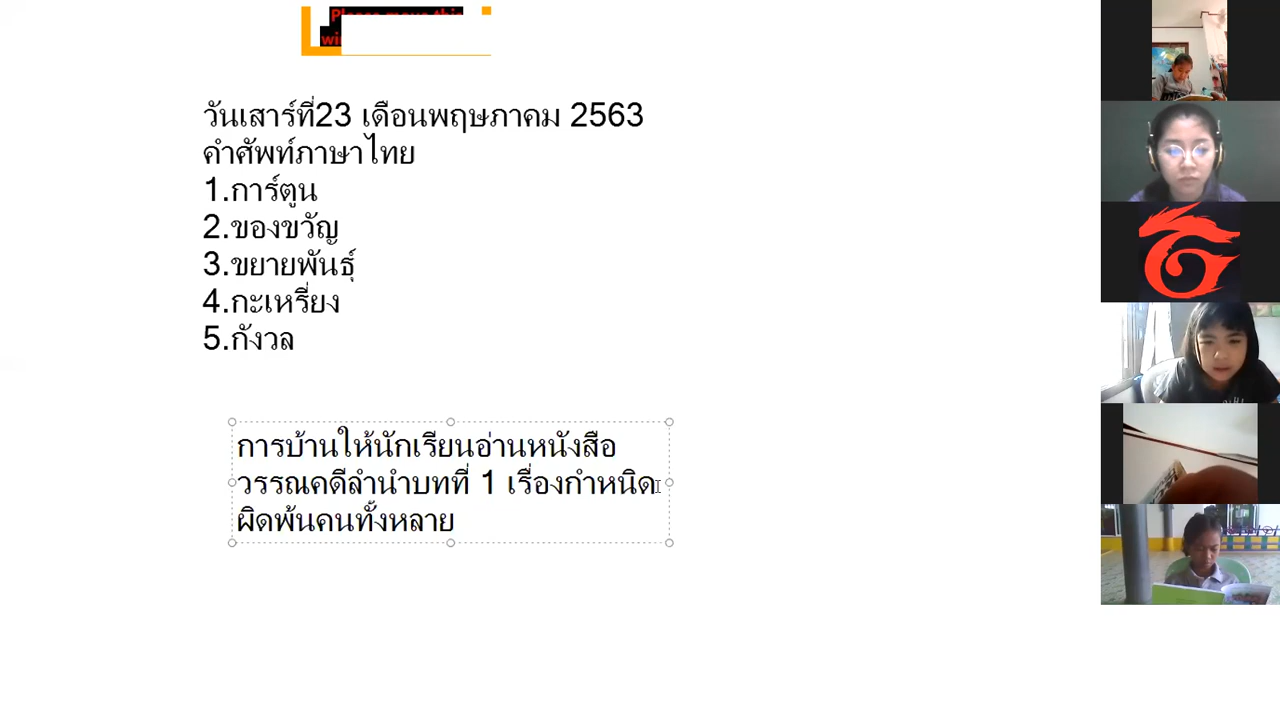 Please move this
วันเสาร์ที่23 เดือนพฤษภาคม 2563
คำศัพท์ภาษาไทย
1.การ์ตูน
2.ของขวัญ
3.ขยายพันธุ์
4.กะเหรี่ยง
5.กังวล
การบ้านให้นักเรียนอ่านหนังสือ
วรรณคดีลำนำบทที่ 1 เรื่องกำหนิด
ผิดพ้นคนทั้งหลาย